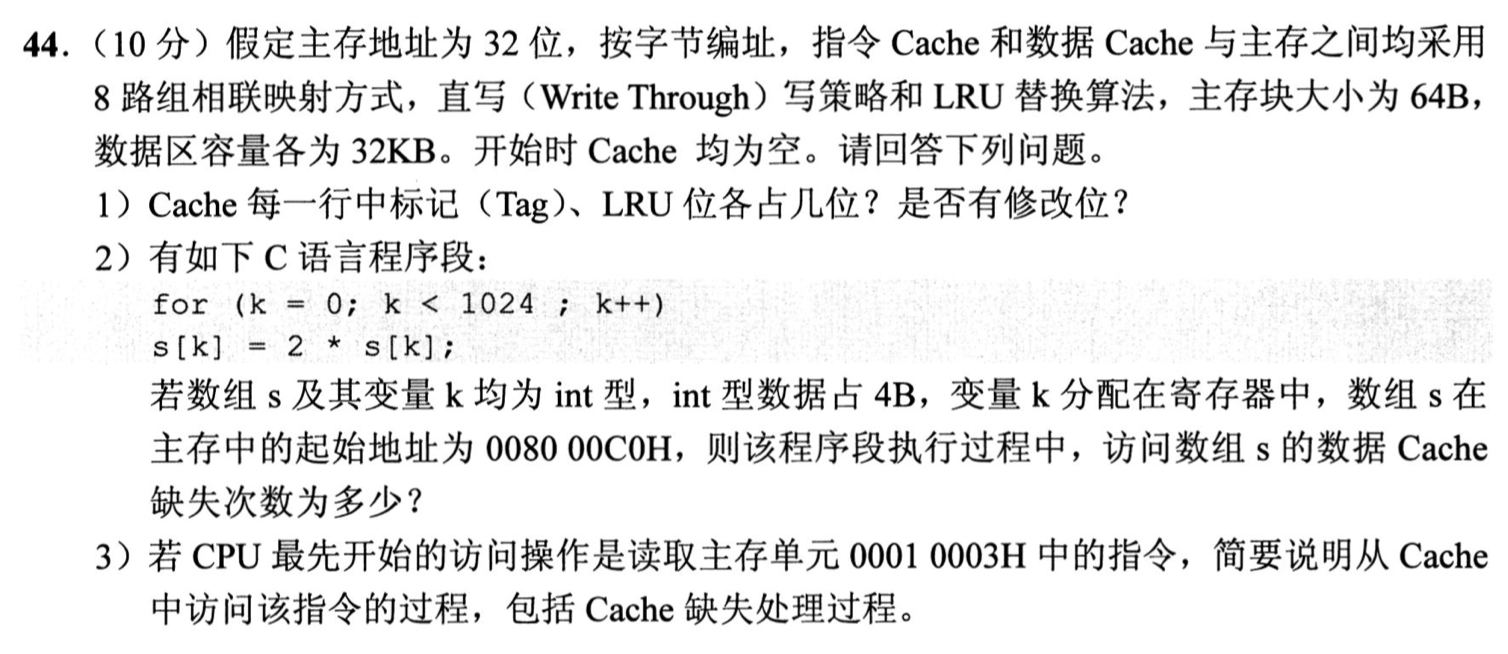 44.（10 分）假定主存地址为 32 位，按字节编址，指令 Cache 和数据 Cache 与主存之间均采用
8 路组相联映射方式，直写（Write Through）写策略和 LRU 替换算法，主存块大小为 64B，
数据区容量各为 32KB。开始时 Cache 均为空。请回答下列问题。
1）Cache 每一行中标记（Tag）、LRU 位各占几位？是否有修改位？
2）有如下 C 语言程序段：
for (k = 0; k < 1024 ; k++)
s[k] = 2 * s[k];
若数组 s 及其变量 k 均为 int 型，int 型数据占 4B，变量 k 分配在寄存器中，数组 s 在
主存中的起始地址为 0080 00C0H，则该程序段执行过程中，访问数组 s 的数据 Cache
缺失次数为多少？
3）若 CPU 最先开始的访问操作是读取主存单元 0001 0003H 中的指令，简要说明从 Cache
中访问该指令的过程，包括 Cache 缺失处理过程。